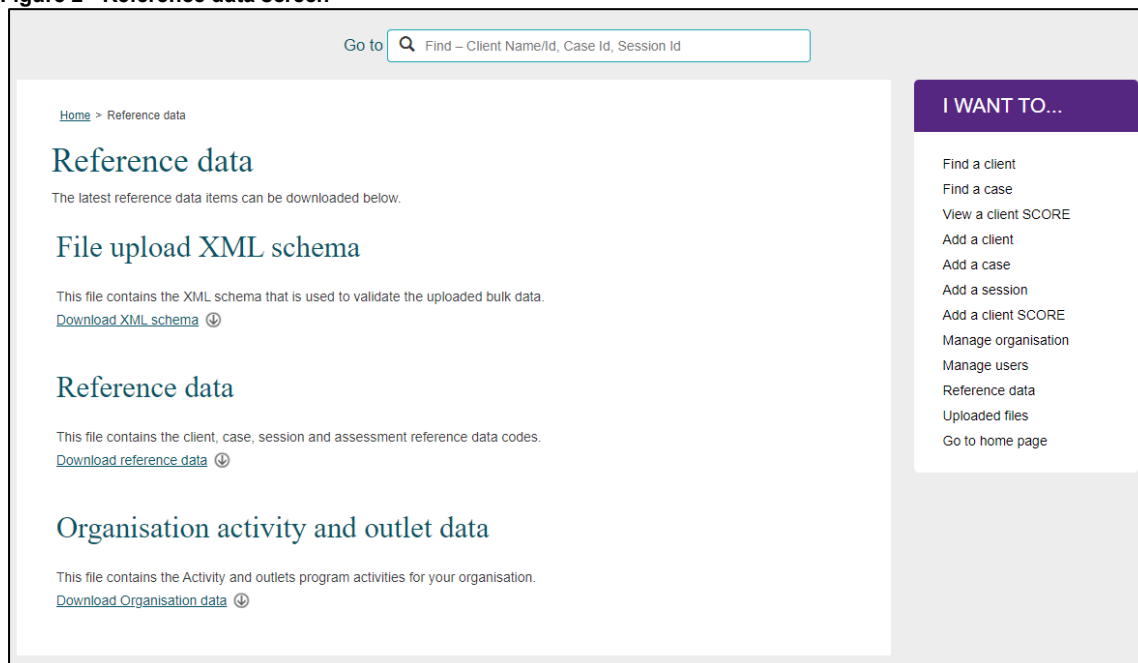 Figure 2 - Reference data screen
Go to Find – Client Name/Id, Case Id, Session Id
Home > Reference data
Reference data
The latest reference data items can be downloaded below.
File upload XML schema
This file contains the XML schema that is used to validate the uploaded bulk data.
Download XML schema
Reference data
This file contains the client, case, session and assessment reference data codes.
Download reference data
Organisation activity and outlet data
This file contains the Activity and outlets program activities for your organisation.
Download Organisation data
I WANT TO...
Find a client
Find a case
View a client SCORE
Add a client
Add a case
Add a session
Add a client SCORE
Manage organisation
Manage users
Reference data
Uploaded files
Go to home page